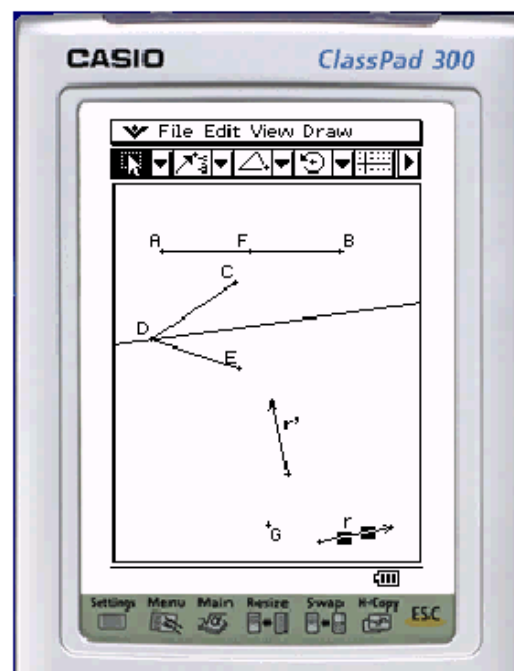 CASIO ClassPad 300
File Edit View Draw
A F B
C
D
E
r'
G r
Settings Menu Main Resize Swap H-Copy ESC